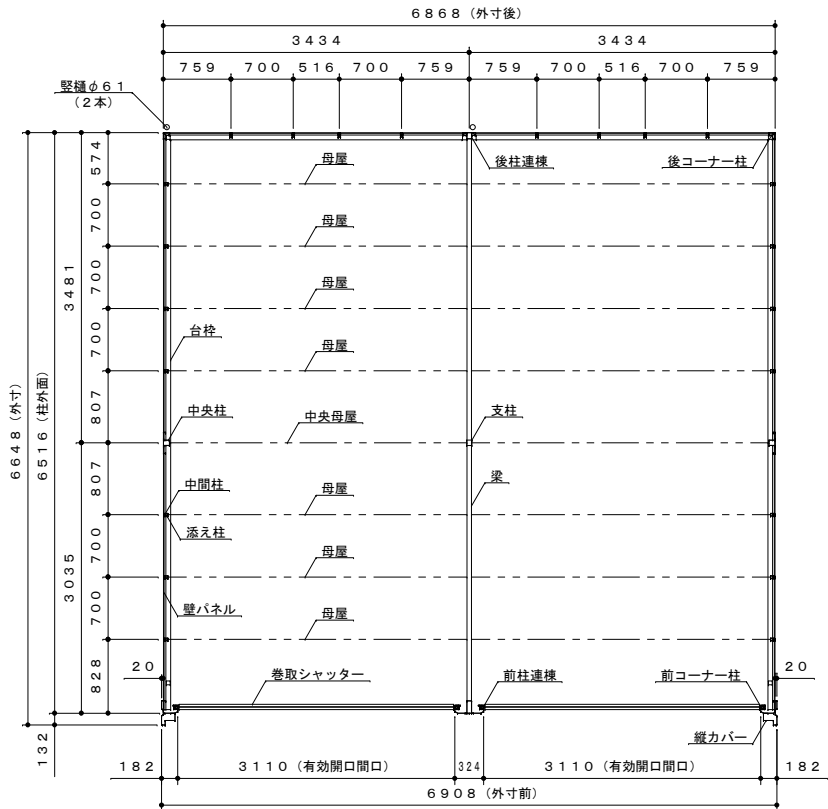 6868(外寸後)
3434
3434
759
700
516
700
759
759
700
516
700
759
竪樋φ61
(2本)
後柱連棟
後コーナー柱
母屋
母屋
母屋
台枠
母屋
中央柱
中央母屋
支柱
中間柱
母屋
梁
添え柱
母屋
壁パネル
母屋
巻取シャッター
前柱連棟
前コーナー柱
縦カバー
574
700
700
700
807
807
700
700
828
3481
3035
6516(柱外面)
132
6648(外寸)
20
20
182
3110(有効開口間口)
324
3110(有効開口間口)
182
6908(外寸前)